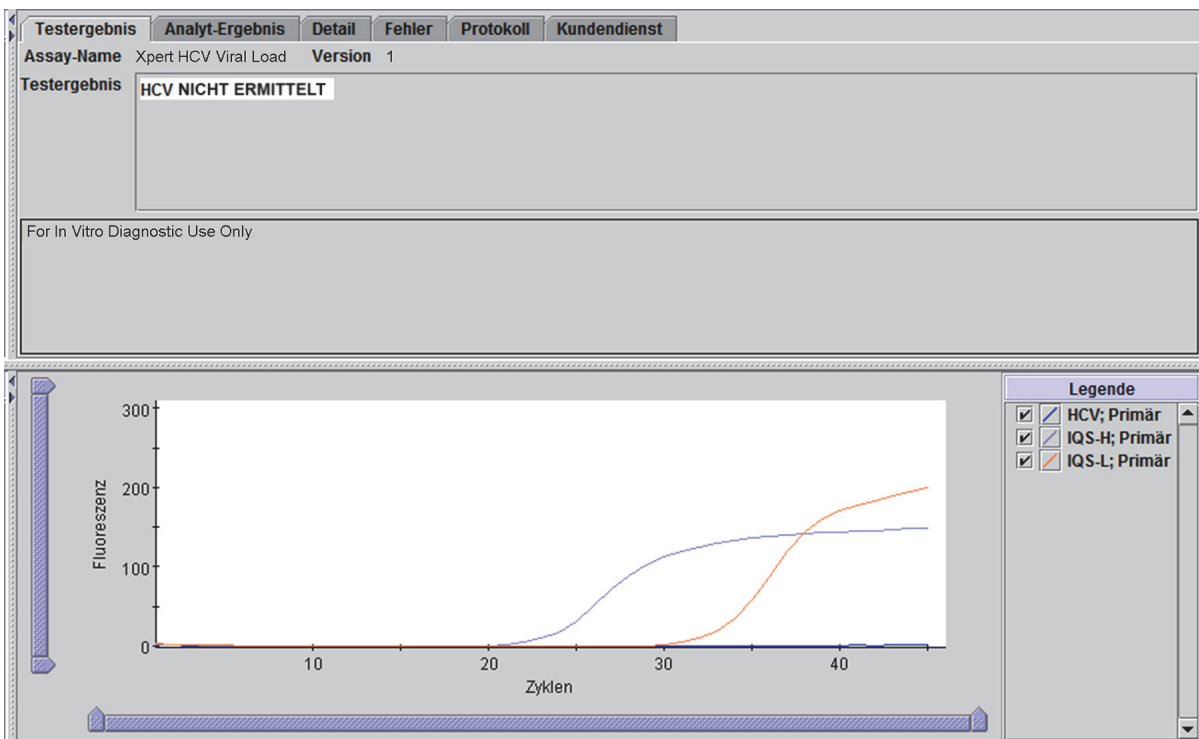 Testergebnis Analyt-Ergebnis Detail Fehler Protokoll Kundendienst
Assay-Name Xpert HCV Viral Load Version 1
Testergebnis HCV NICHT ERMITTELT
For In Vitro Diagnostic Use Only
300
200
100
0
Fluoreszenz
10 20 30 40
Zyklen
Legende
HCV; Primär
IQS-H; Primär
IQS-L; Primär